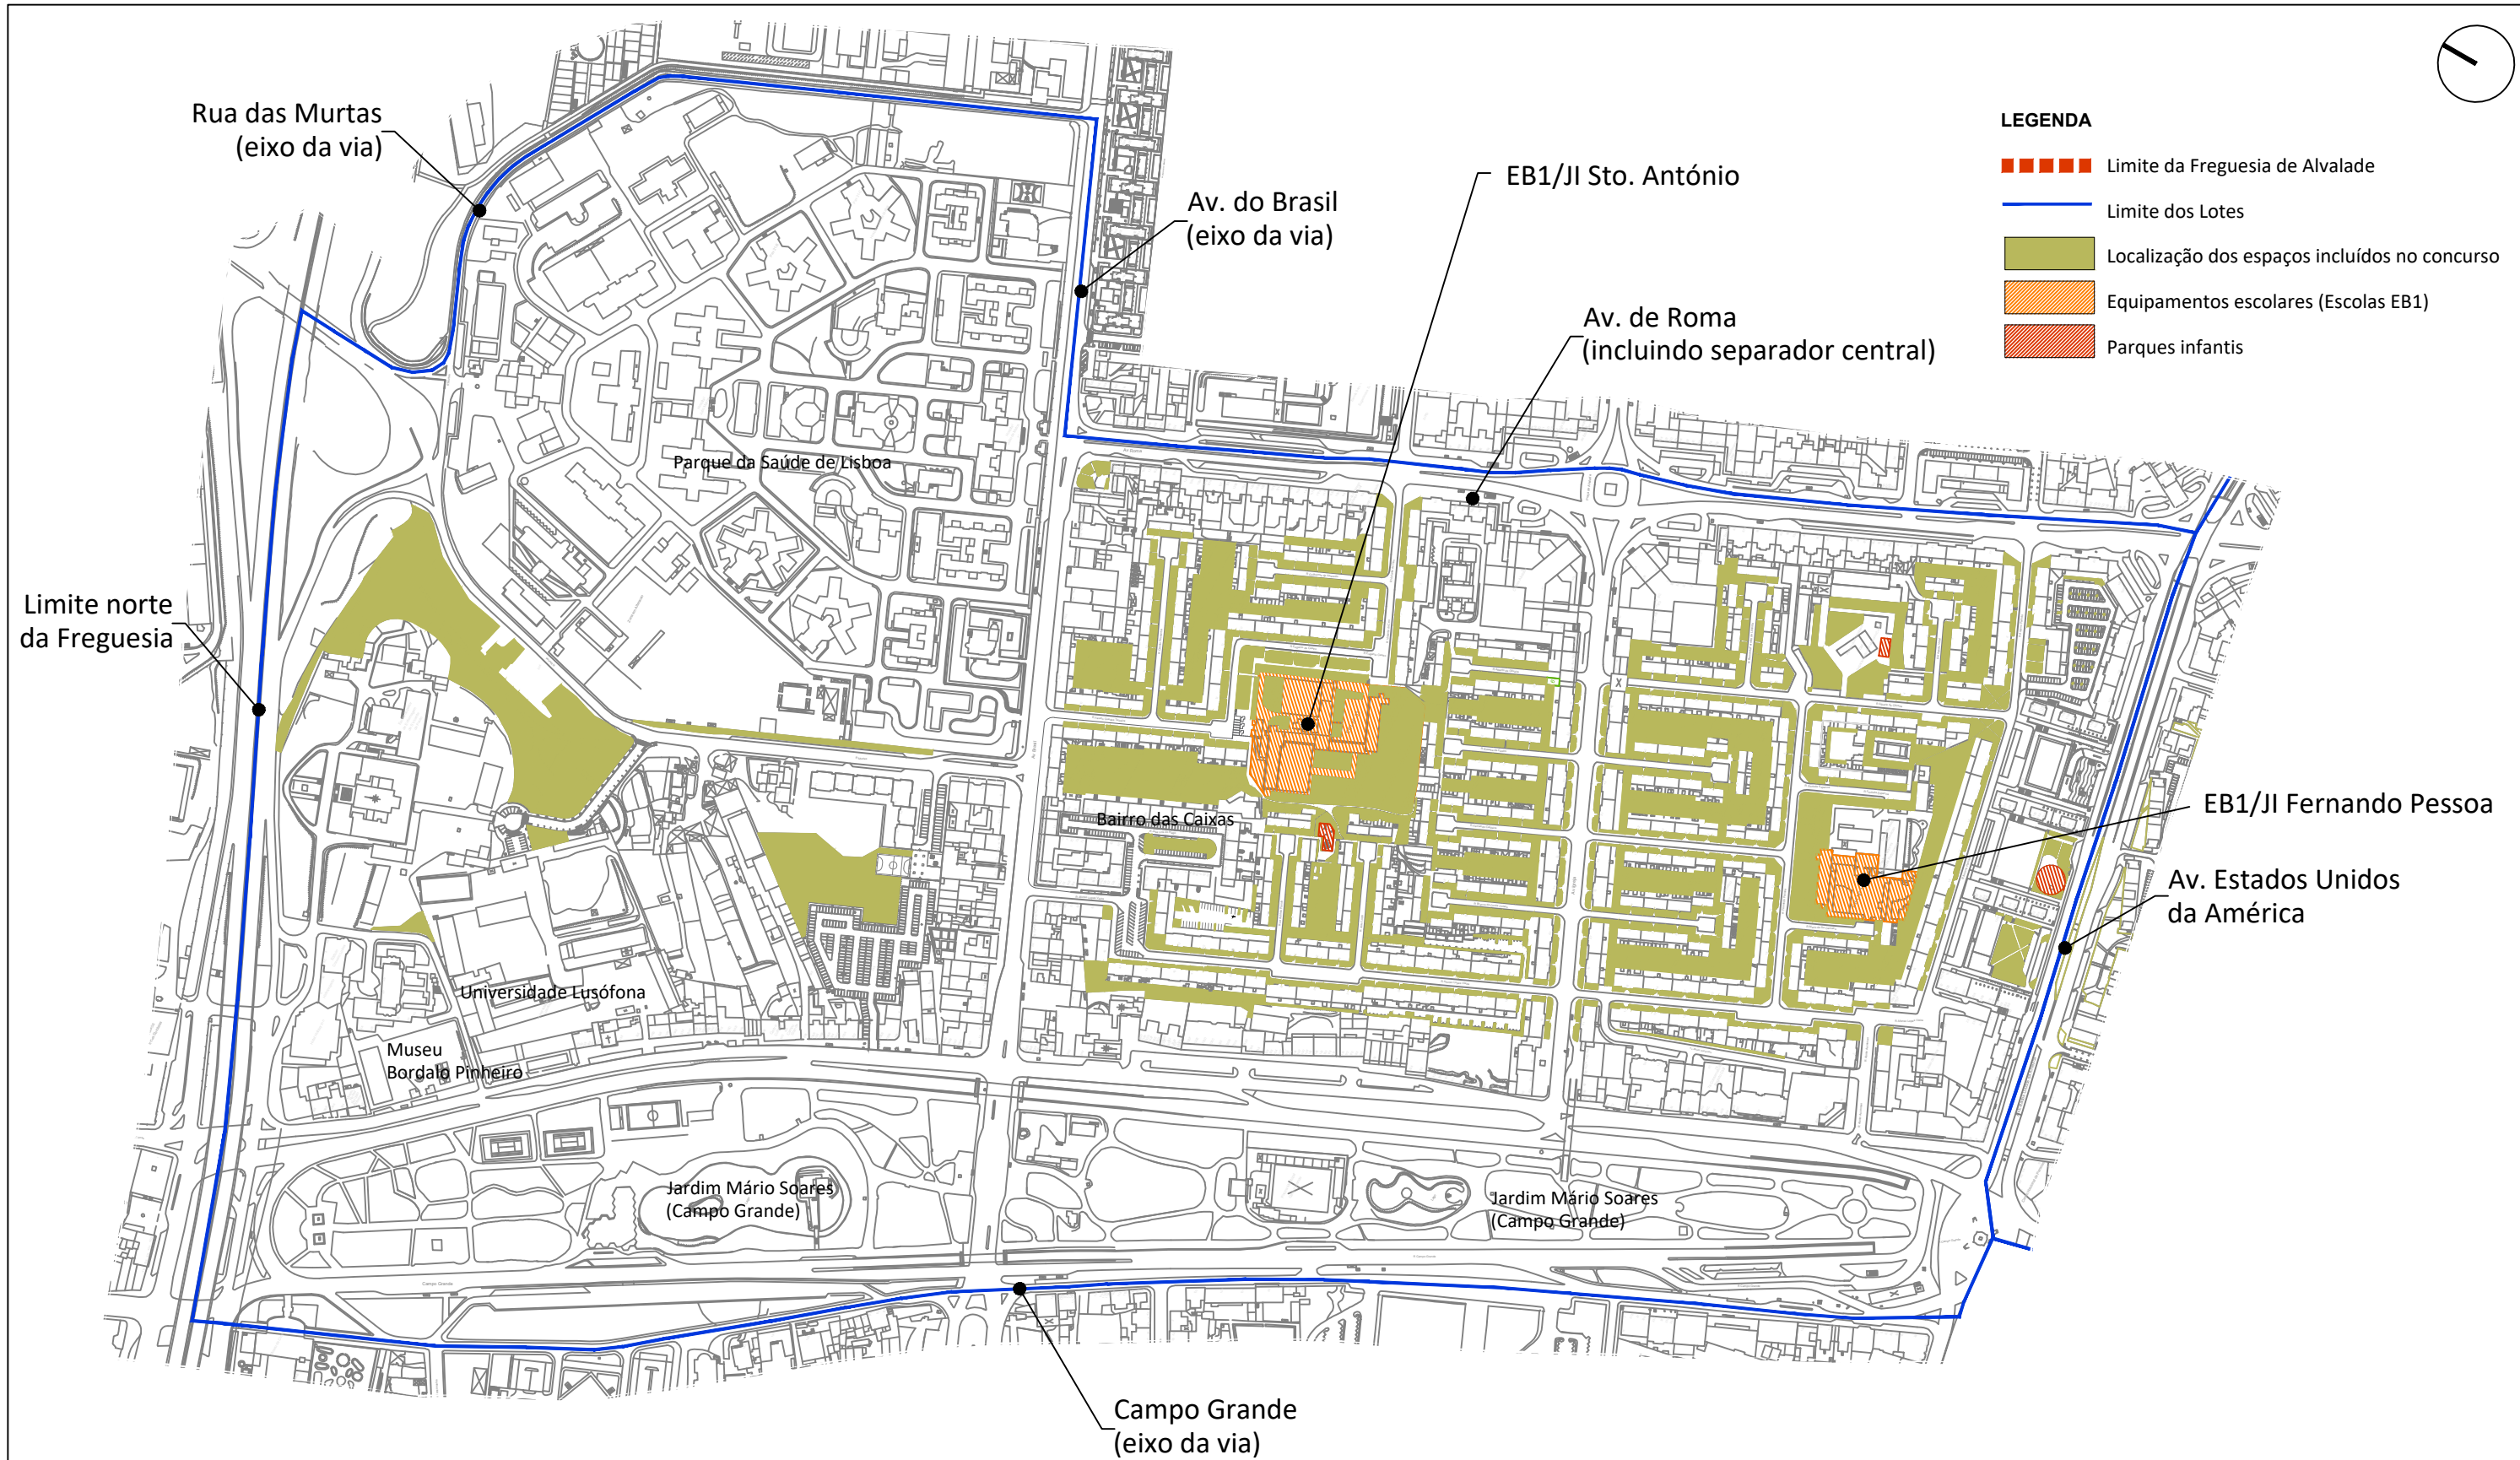 Rua das Murtas
(eixo da via)
Av. do Brasil
(eixo da via)
EB1/JI Sto. António
Av. de Roma
(incluindo separador central)
LEGENDA
Limite da Freguesia de Alvalade
Limite dos Lotes
Localização dos espaços incluídos no concurso
Equipamentos escolares (Escolas EB1)
Parques infantis
Parque da Saúde de Lisboa
Limite norte
da Freguesia
Bairro das Caixas
EB1/JI Fernando Pessoa
Av. Estados Unidos
da América
Universidade Lusófona
Museu
Bordalo Pinheiro
Jardim Mário Soares
(Campo Grande)
Jardim Mário Soares
(Campo Grande)
Campo Grande
Campo Grande
(eixo da via)